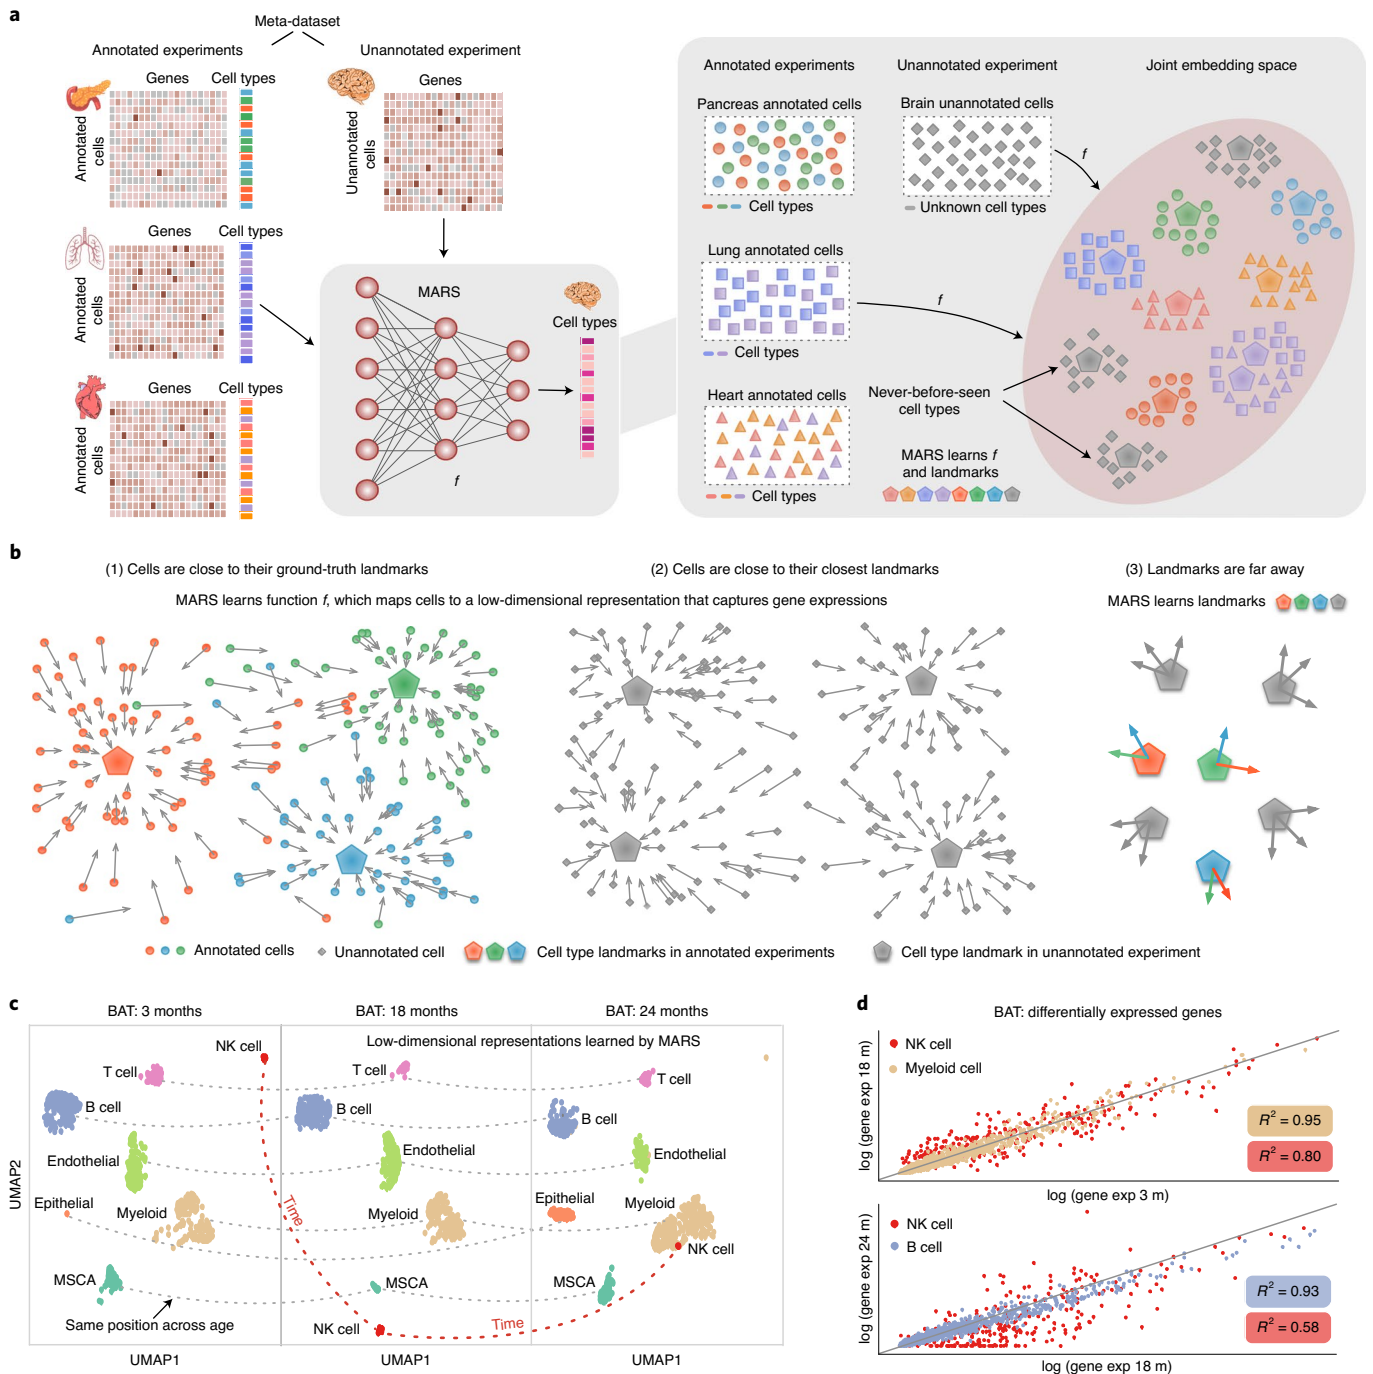 a
Meta-dataset
Annotated experiments
Unannotated experiment
Genes
Cell types
Annotated
cells
Genes
Unannotated
cells
Genes
Cell types
Annotated
cells
Genes
Cell types
Annotated
cells
MARS
f
Cell types
Annotated experiments
Unannotated experiment
Joint embedding space
Pancreas annotated cells
Cell types
Brain unannotated cells
Unknown cell types
f
Lung annotated cells
Cell types
f
Heart annotated cells
Cell types
Never-before-seen
cell types
MARS learns f
and landmarks
b
(1) Cells are close to their ground-truth landmarks
(2) Cells are close to their closest landmarks
(3) Landmarks are far away
MARS learns function f, which maps cells to a low-dimensional representation that captures gene expressions
MARS learns landmarks
Annotated cells
Unannotated cell
Cell type landmarks in annotated experiments
Cell type landmark in unannotated experiment
c
BAT: 3 months
BAT: 18 months
BAT: 24 months
Low-dimensional representations learned by MARS
NK cell
T cell
B cell
Endothelial
Epithelial
Myeloid
MSCA
Same position across age
Time
T cell
B cell
Endothelial
Myeloid
MSCA
NK cell
Time
T cell
B cell
Endothelial
Epithelial
Myeloid
NK cell
MSCA
UMAP2
UMAP1
UMAP1
UMAP1
d
BAT: differentially expressed genes
NK cell
Myeloid cell
R² = 0.95
R² = 0.80
log (gene exp 18 m)
log (gene exp 3 m)
NK cell
B cell
R² = 0.93
R² = 0.58
log (gene exp 24 m)
log (gene exp 18 m)